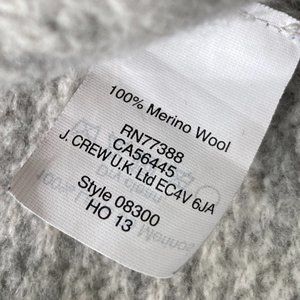 100% Merino Wool
RN77388
CA56445
J. CREW U.K. Ltd EC4V 6JA
Style 08300
HO 13